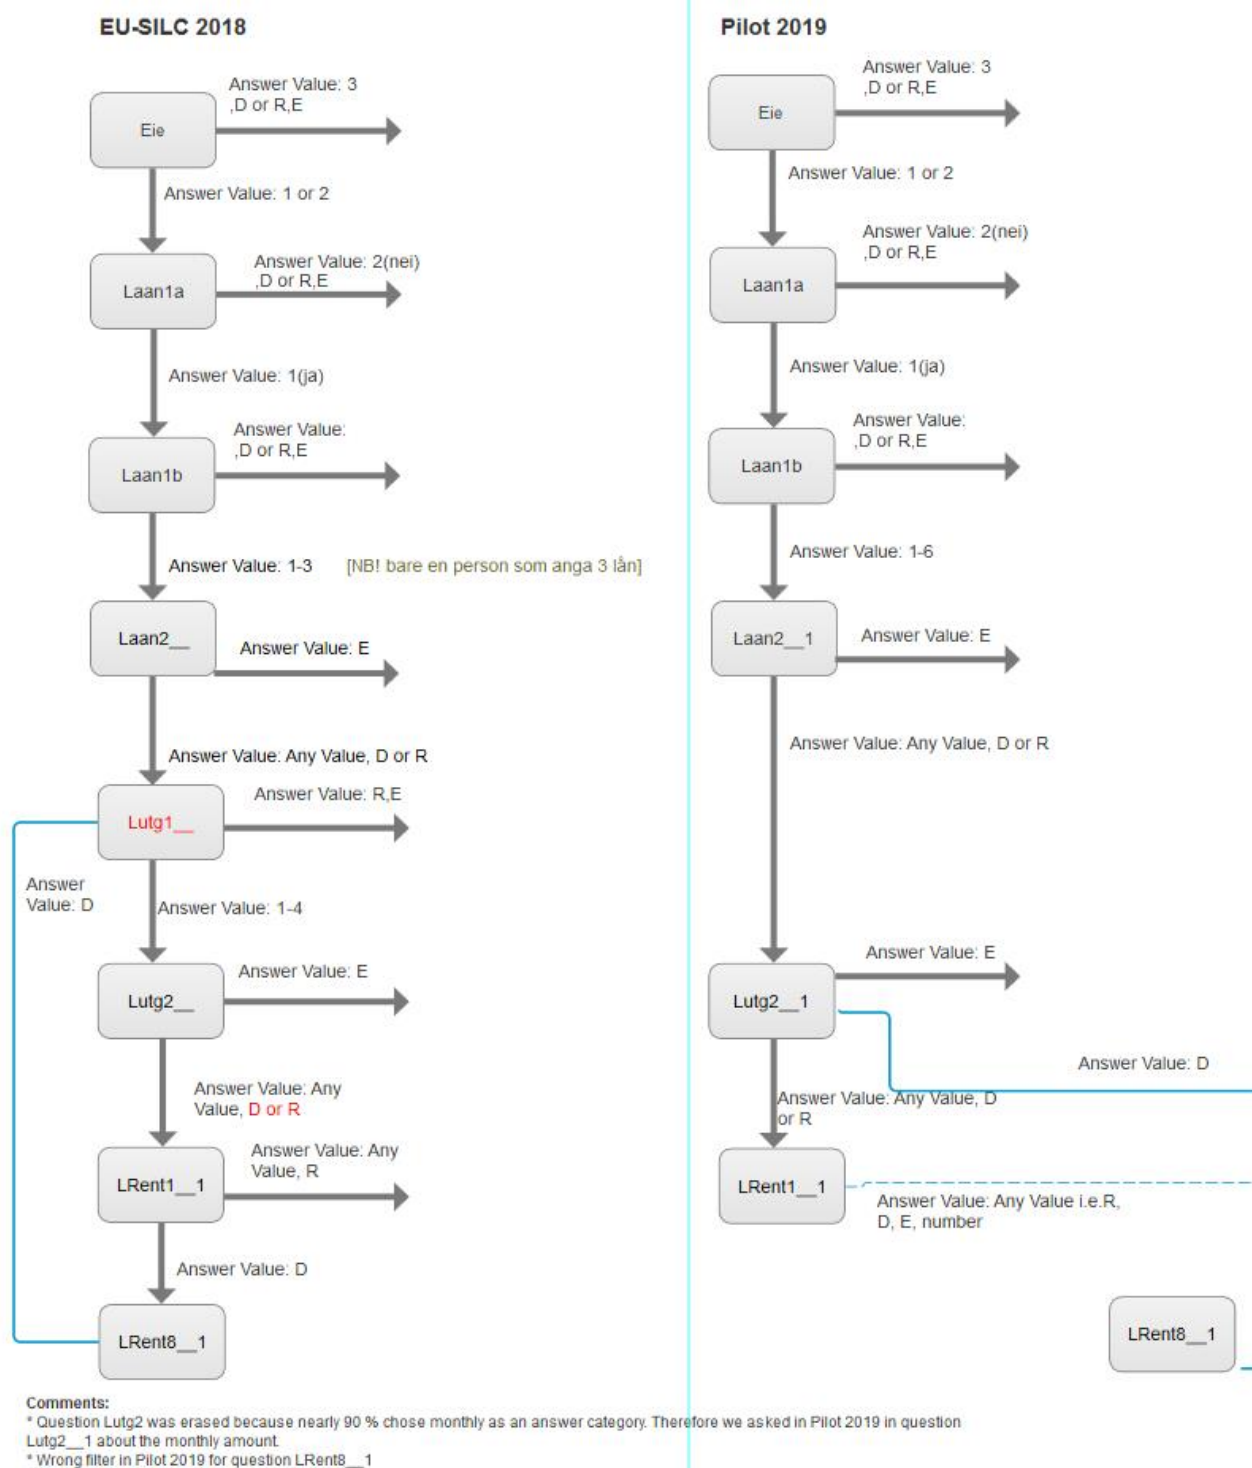 EU-SILC 2018
Answer Value: 3
,D or R,E
Eie
Answer Value: 1 or 2
Answer Value: 2(nei)
,D or R,E
Laan1a
Answer Value: 1(ja)
Answer Value:
,D or R,E
Laan1b
Answer Value: 1-3 [NB! bare en person som anga 3 lån]
Laan2__
Answer Value: E
Answer Value: Any Value, D or R
Answer Value: R,E
Lutg1__
Answer
Value: D
Answer Value: 1-4
Answer Value: E
Lutg2__
Answer Value: Any
Value, D or R
Answer Value: Any
Value, R
LRent1__1
Answer Value: D
LRent8__1
Pilot 2019
Answer Value: 3
,D or R,E
Eie
Answer Value: 1 or 2
Answer Value: 2(nei)
,D or R,E
Laan1a
Answer Value: 1(ja)
Answer Value:
,D or R,E
Laan1b
Answer Value: 1-6
Laan2__1
Answer Value: E
Answer Value: Any Value, D or R
Answer Value: E
Lutg2__1
Answer Value: D
Answer Value: Any Value, D
or R
LRent1__1
Answer Value: Any Value i.e.R,
D, E, number
LRent8__1
Comments:
* Question Lutg2 was erased because nearly 90 % chose monthly as an answer category. Therefore we asked in Pilot 2019 in question
Lutg2__1 about the monthly amount.
* Wrong filter in Pilot 2019 for question LRent8__1